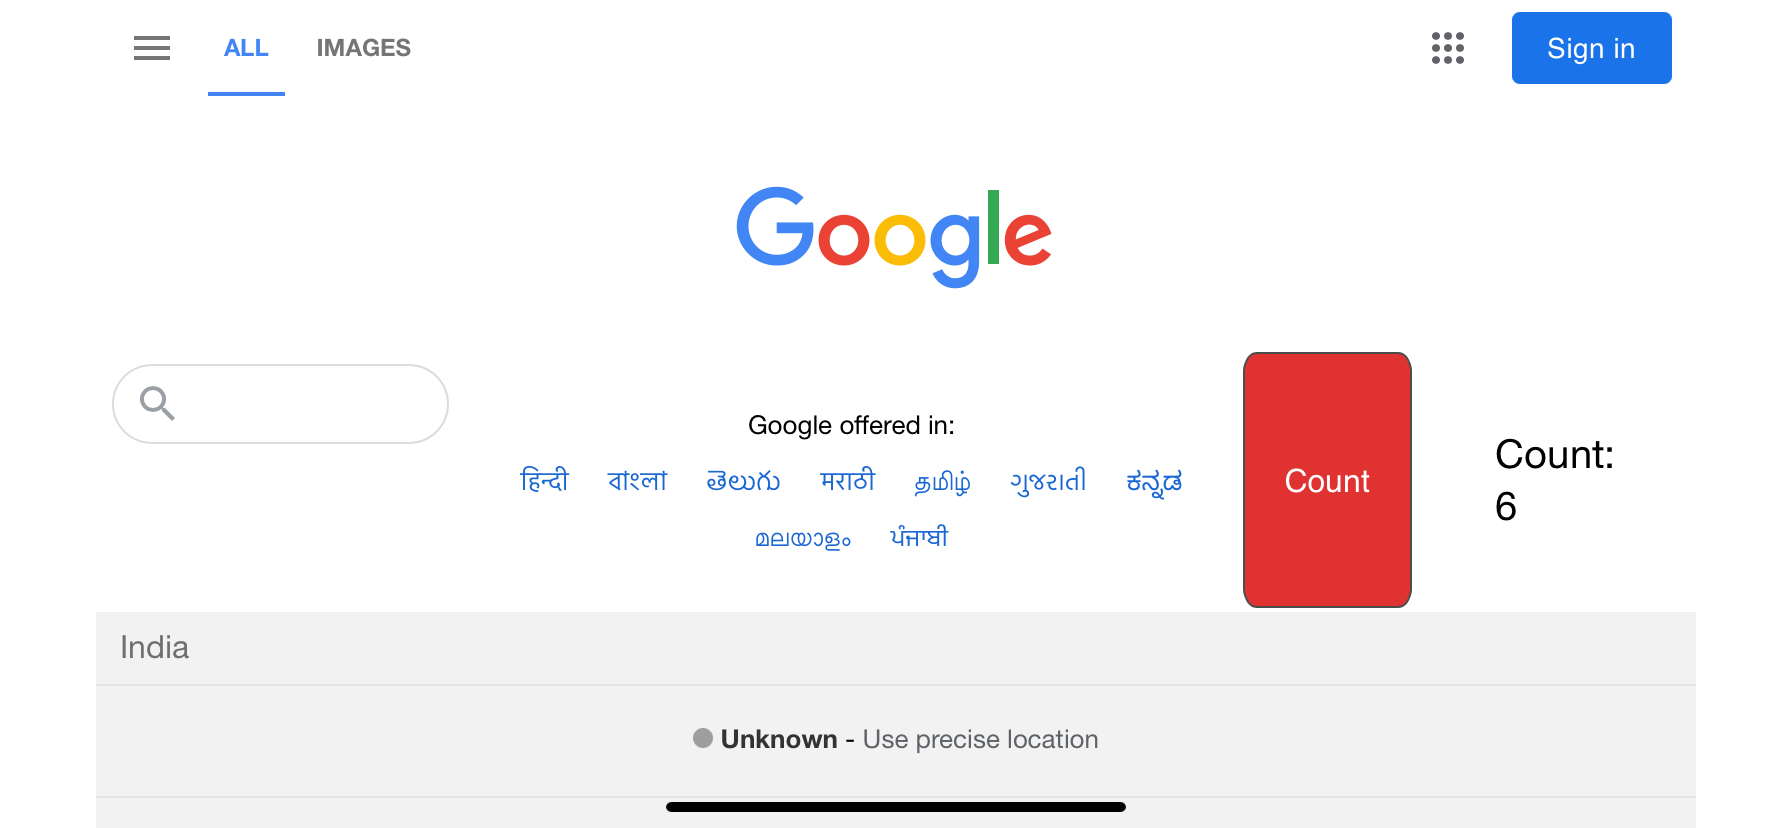 ALL IMAGES Sign in
Google
Google offered in:
हिन्दी বাংলা తెలుగు मराठी தமிழ் ગુજરાતી ಕನ್ನಡ
മലയാളം ਪੰਜਾਬੀ
Count
Count:
6
India
Unknown - Use precise location